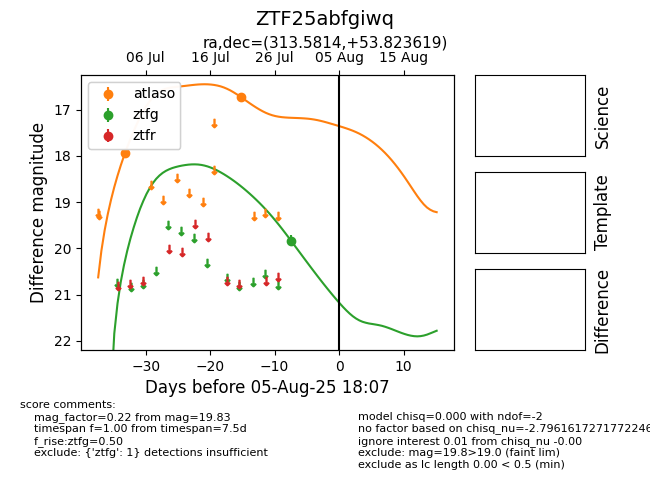 ZTF25abfgiwq
ra,dec=(313.5814,+53.823619)
06 Jul 16 Jul 26 Jul 05 Aug 15 Aug
atlaso
ztfg
ztfr
17
18
19
20
21
22
Difference magnitude
−30 −20 −10 0 10
Days before 05-Aug-25 18:07
Science
Template
Difference
score comments:
mag_factor=0.22 from mag=19.83
timespan f=1.00 from timespan=7.5d
f_rise:ztfg=0.50
exclude: {'ztfg': 1} detections insufficient
model chisq=0.000 with ndof=-2
no factor based on chisq_nu=-2.7961617271772246
ignore interest 0.01 from chisq_nu -0.00
exclude: mag=19.8>19.0 (faint lim)
exclude as lc length 0.00 < 0.5 (min)